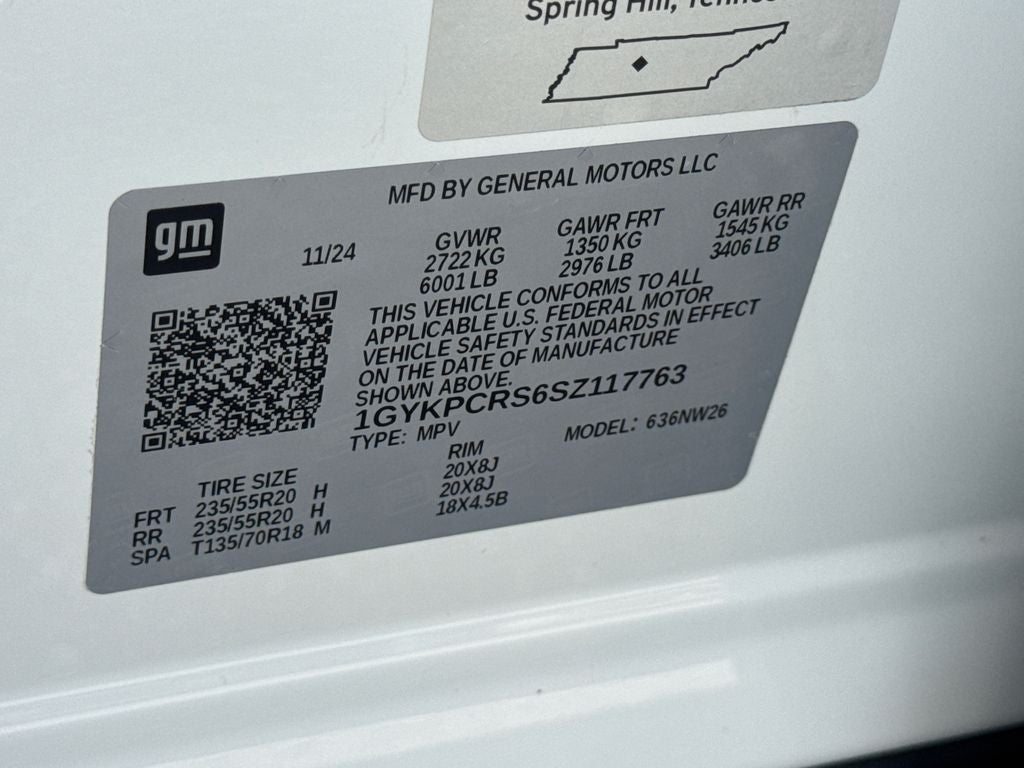 Spring Hill, Tennes
MFD BY GENERAL MOTORS LLC
gm
11/24
GVWR
2722 KG
6001 LB
GAWR FRT
1350 KG
2976 LB
GAWR RR
1545 KG
3406 LB
THIS VEHICLE CONFORMS TO ALL
APPLICABLE U.S. FEDERAL MOTOR
VEHICLE SAFETY STANDARDS IN EFFECT
ON THE DATE OF MANUFACTURE
SHOWN ABOVE.
1GYKPCRS6SZ117763
TYPE: MPV
MODEL: 636NW26
TIRE SIZE RIM
FRT 235/55R20 H 20X8J
RR 235/55R20 H 20X8J
SPA T135/70R18 M 18X4.5B